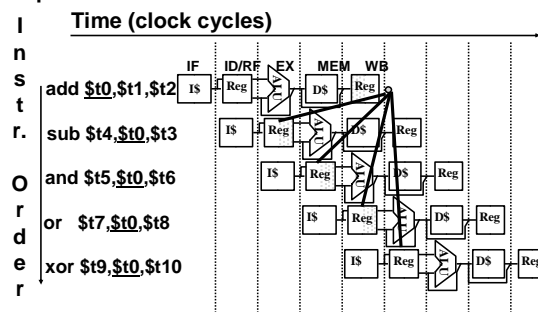 Time (clock cycles)
Instr. Order
IF ID/RF EX MEM WB
add $t0,$t1,$t2 I$ Reg ALU D$ Reg
sub $t4,$t0,$t3 I$ Reg ALU D$ Reg
and $t5,$t0,$t6 I$ Reg ALU D$ Reg
or $t7,$t0,$t8 I$ Reg ALU D$ Reg
xor $t9,$t0,$t10 I$ Reg ALU D$ Reg